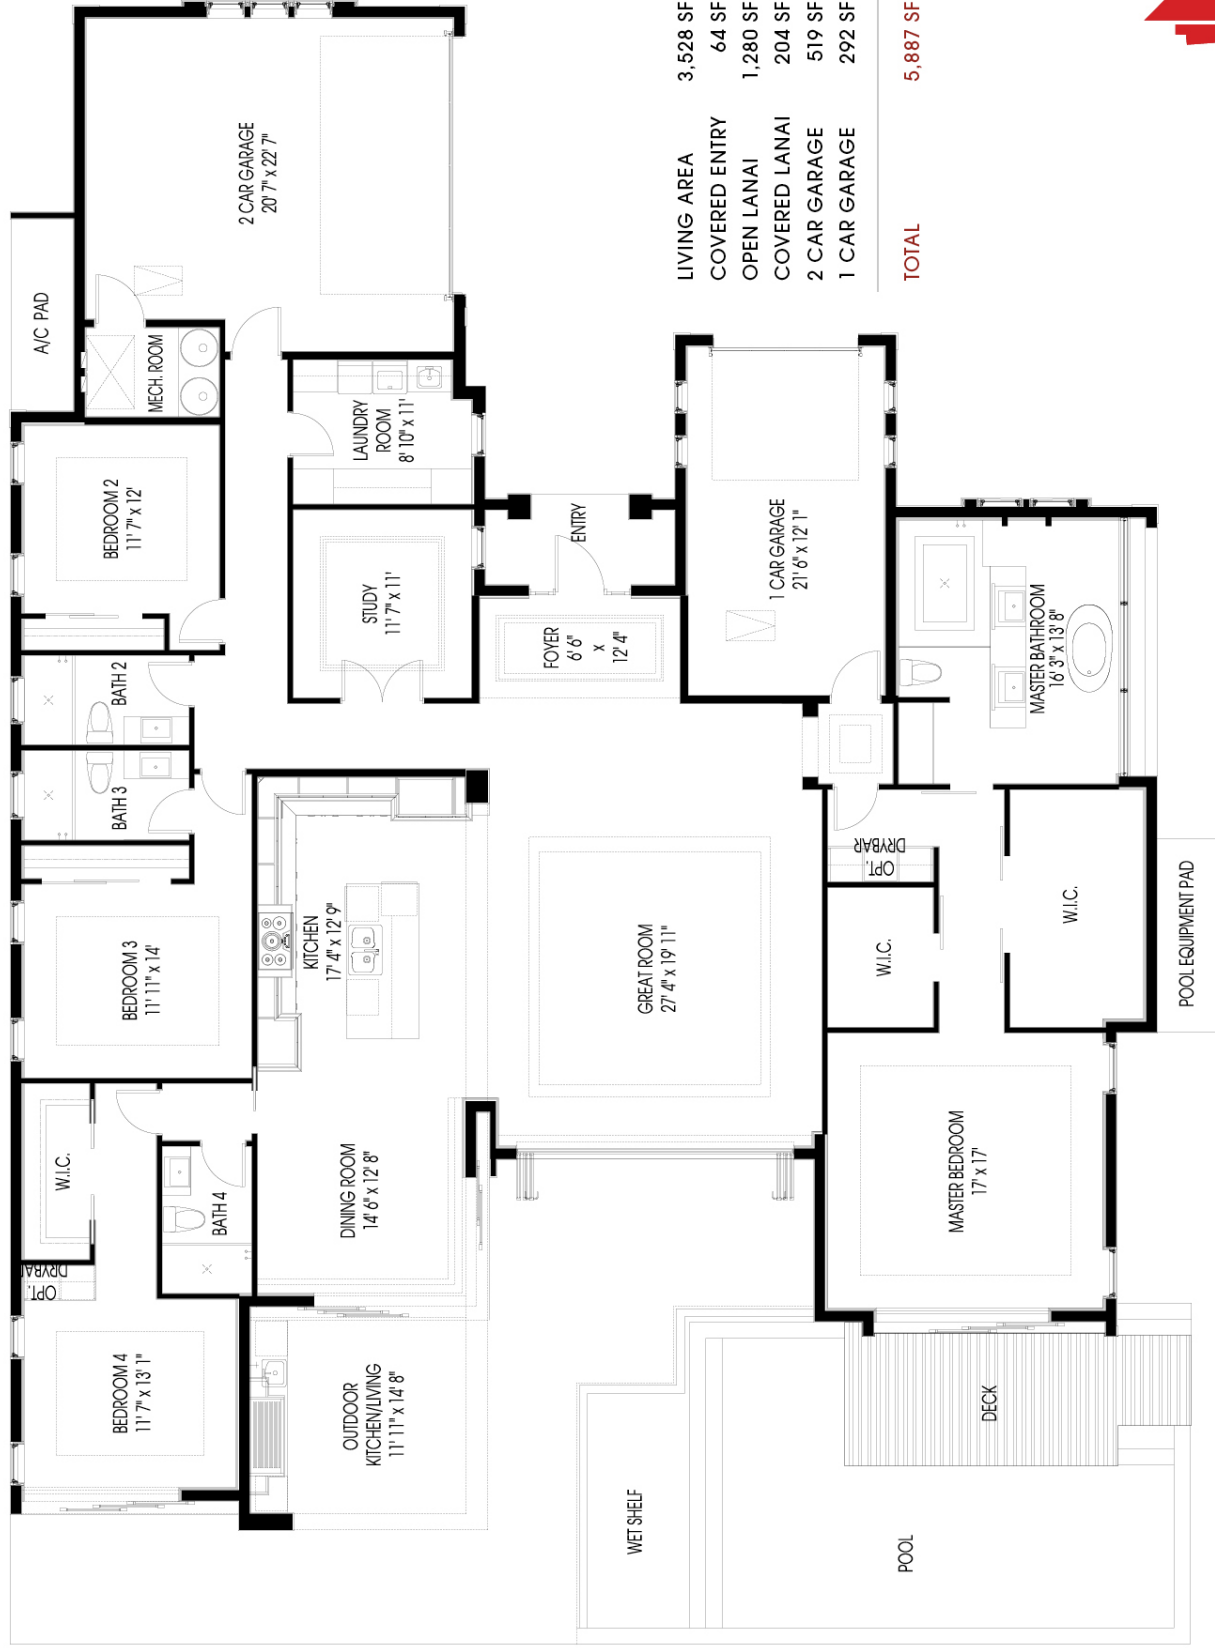 LIVING AREA 3,528 SF
COVERED ENTRY 64 SF
OPEN LANAI 1,280 SF
COVERED LANAI 204 SF
2 CAR GARAGE 519 SF
1 CAR GARAGE 292 SF
TOTAL 5,887 SF
A/C PAD
2 CAR GARAGE
20' 7" x 22' 7"
MECH. ROOM
BEDROOM 2
11' 7" x 12'
LAUNDRY
ROOM
8' 10" x 11'
STUDY
11' 7" x 11'
ENTRY
FOYER
6' 6"
x
12' 4"
1 CAR GARAGE
21' 6" x 12' 1"
MASTER BATHROOM
16' 3" x 13' 8"
BATH 2
BATH 3
BEDROOM 3
11' 11" x 14'
KITCHEN
17' 4" x 12' 9"
GREAT ROOM
27' 4" x 19' 11"
OPT.
DRYBAR
W.I.C.
W.I.C.
POOL EQUIPMENT PAD
W.I.C.
BATH 4
OPT.
DRYBAR
DINING ROOM
14' 6" x 12' 8"
MASTER BEDROOM
17' x 17'
BEDROOM 4
11' 7" x 13' 1"
OUTDOOR
KITCHEN/LIVING
11' 11" x 14' 8"
DECK
WET SHELF
POOL